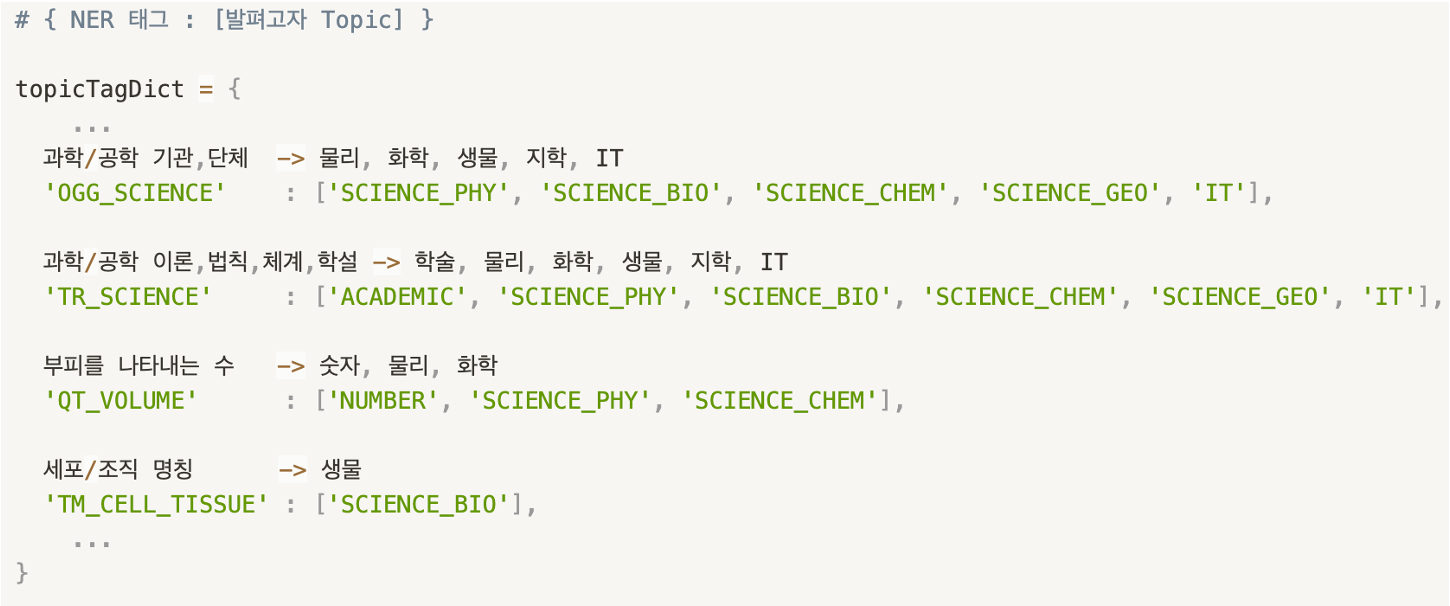 # { NER 태그 : [발펴고자 Topic] }
topicTagDict = {
...
과학/공학 기관,단체 -> 물리, 화학, 생물, 지학, IT
'OGG_SCIENCE' : ['SCIENCE_PHY', 'SCIENCE_BIO', 'SCIENCE_CHEM', 'SCIENCE_GEO', 'IT'],
과학/공학 이론,법칙,체계,학설 -> 학술, 물리, 화학, 생물, 지학, IT
'TR_SCIENCE' : ['ACADEMIC', 'SCIENCE_PHY', 'SCIENCE_BIO', 'SCIENCE_CHEM', 'SCIENCE_GEO', 'IT'],
부피를 나타내는 수 -> 숫자, 물리, 화학
'QT_VOLUME' : ['NUMBER', 'SCIENCE_PHY', 'SCIENCE_CHEM'],
세포/조직 명칭 -> 생물
'TM_CELL_TISSUE' : ['SCIENCE_BIO'],
...
}